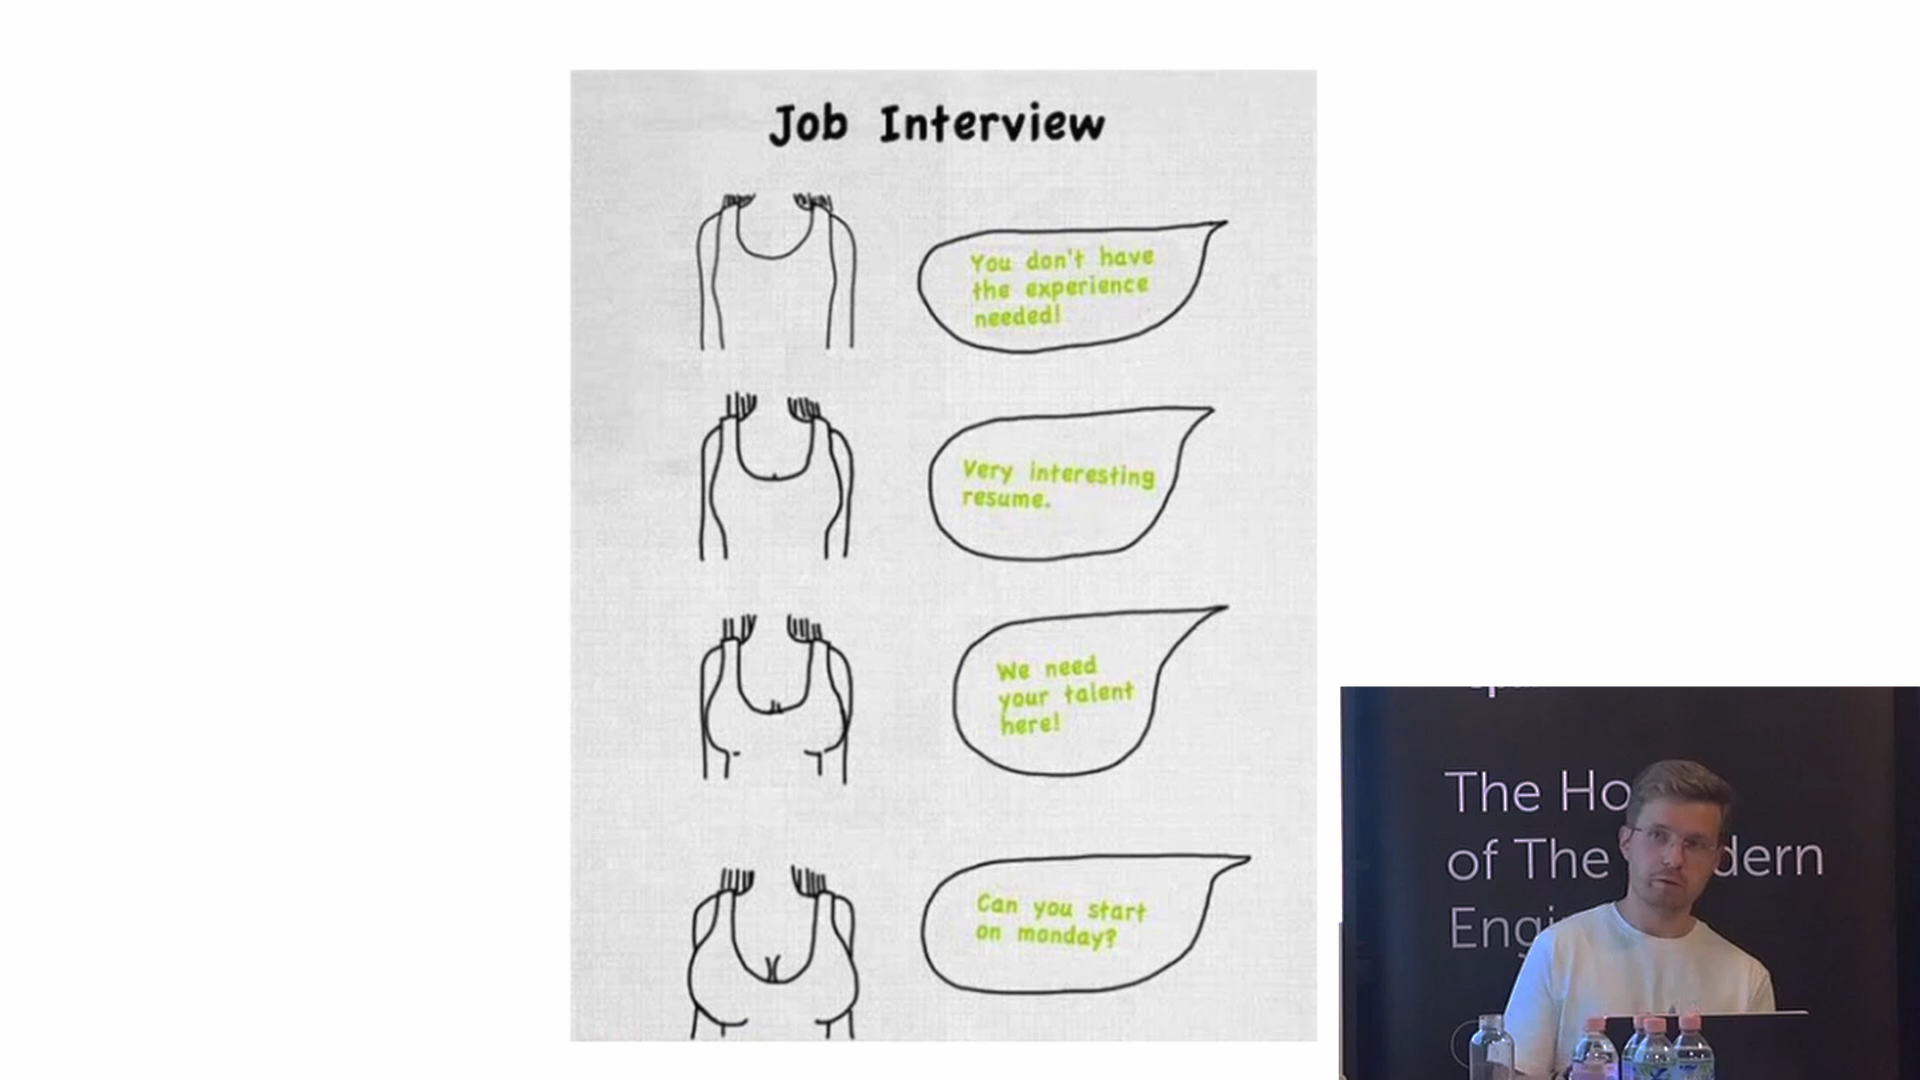 Job Interview
You don't have
the experience
needed!
Very interesting
resume.
We need
your talent
here!
Can you start
on monday?
The Ho
of The dern
Eng